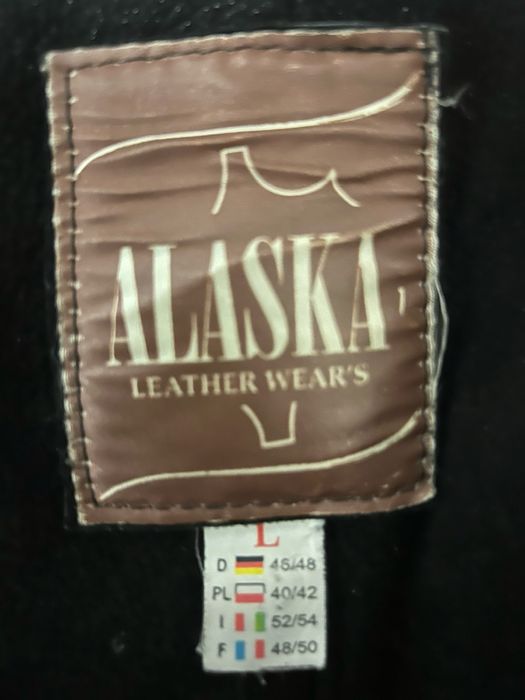 ALASKA
LEATHER WEAR'S
L
D 46/48
PL 40/42
I 52/54
F 48/50